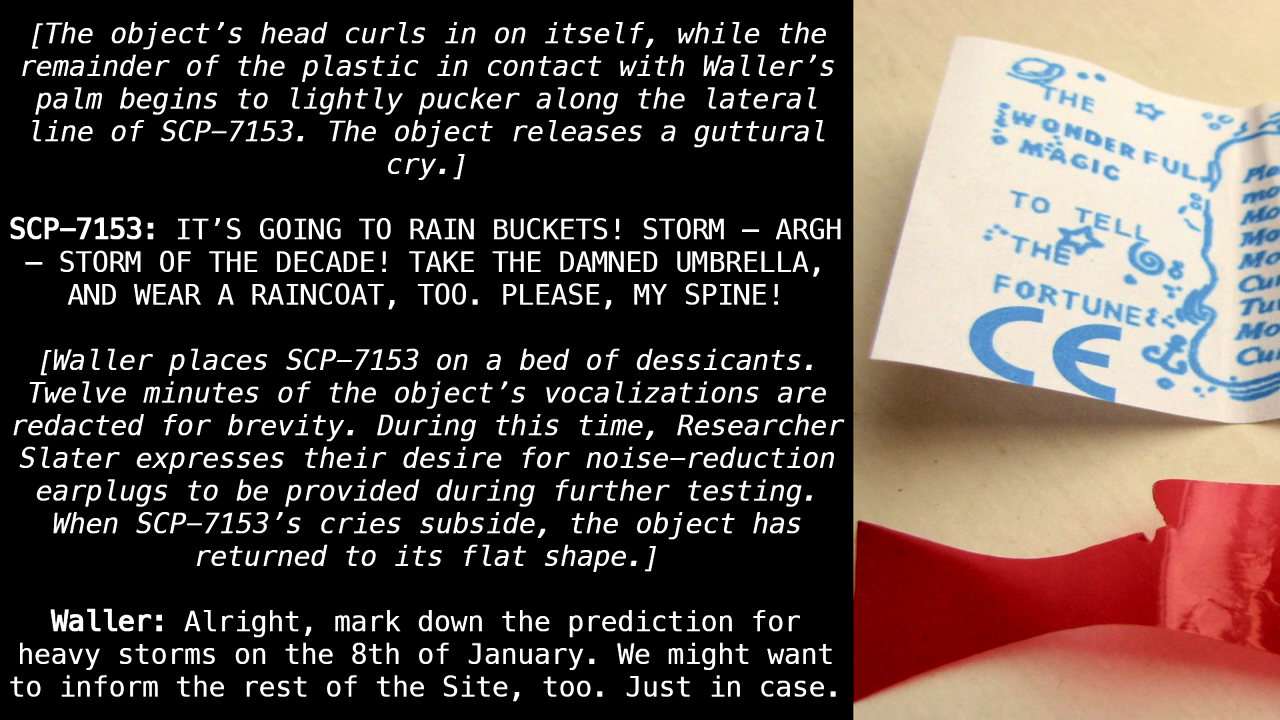 [The object’s head curls in on itself, while the
remainder of the plastic in contact with Waller’s
palm begins to lightly pucker along the lateral
line of SCP–7153. The object releases a guttural
cry.]
SCP–7153: IT’S GOING TO RAIN BUCKETS! STORM – ARGH
– STORM OF THE DECADE! TAKE THE DAMNED UMBRELLA,
AND WEAR A RAINCOAT, TOO. PLEASE, MY SPINE!
[Waller places SCP–7153 on a bed of dessicants.
Twelve minutes of the object’s vocalizations are
redacted for brevity. During this time, Researcher
Slater expresses their desire for noise–reduction
earplugs to be provided during further testing.
When SCP–7153’s cries subside, the object has
returned to its flat shape.]
Waller: Alright, mark down the prediction for
heavy storms on the 8th of January. We might want
to inform the rest of the Site, too. Just in case.
THE
WONDERFUL
MAGIC
TO TELL
THE
FORTUNE
CE